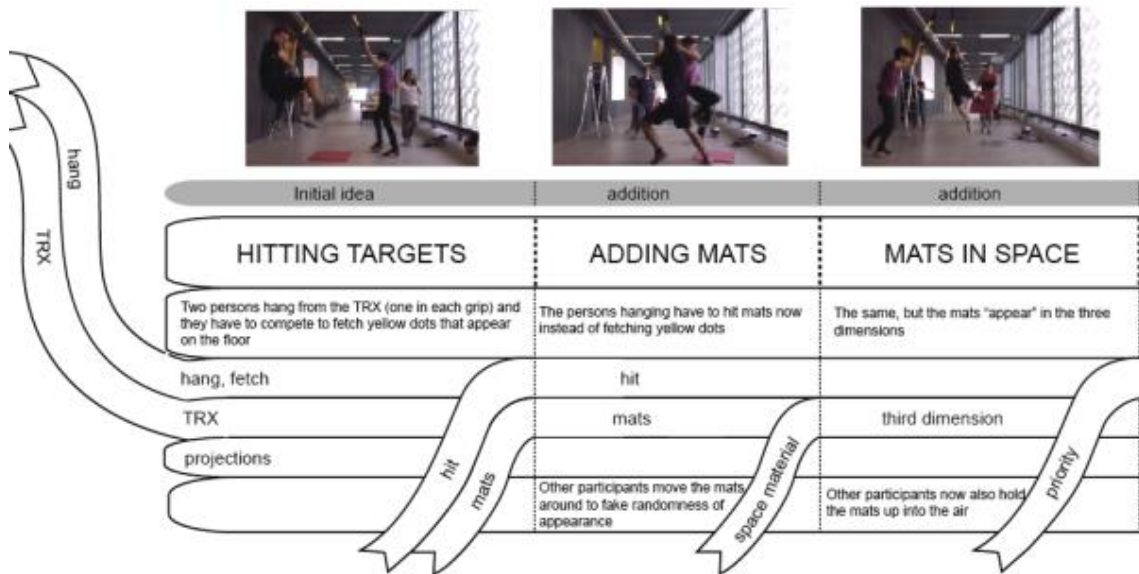 hang
TRX
Initial idea
addition
addition
HITTING TARGETS
ADDING MATS
MATS IN SPACE
Two persons hang from the TRX (one in each grip) and
they have to compete to fetch yellow dots that appear
on the floor
The persons hanging have to hit mats now
instead of fetching yellow dots
The same, but the mats “appear” in the three
dimensions
hang, fetch
hit
TRX
mats
third dimension
projections
hit
mats
space material
priority
Other participants move the mats
around to fake randomness of
appearance
Other participants now also hold
the mats up into the air